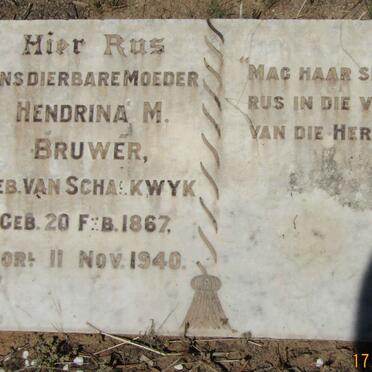 Hier Rus
ONS DIERBARE MOEDER
HENDRINA M.
BRUWER,
GEB. VAN SCHALKWYK
GEB. 20 FEB. 1867.
OORL 11 NOV. 1940.
"MAG HAAR
RUS IN DIE
VAN DIE
17